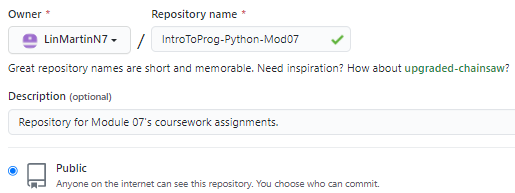 Owner * Repository name *
LinMartinN7 / IntroToProg-Python-Mod07
Great repository names are short and memorable. Need inspiration? How about upgraded-chainsaw?
Description (optional)
Repository for Module 07's coursework assignments.
Public
Anyone on the internet can see this repository. You choose who can commit.